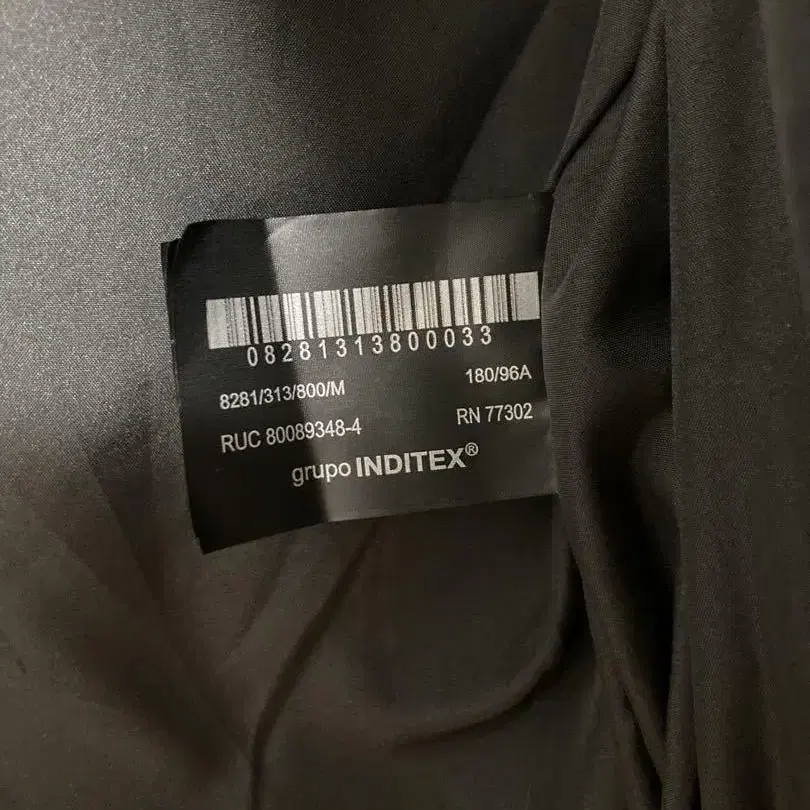 08281313800033
8281/313/800/M 180/96A
RUC 80089348-4 RN 77302
grupo INDITEX®